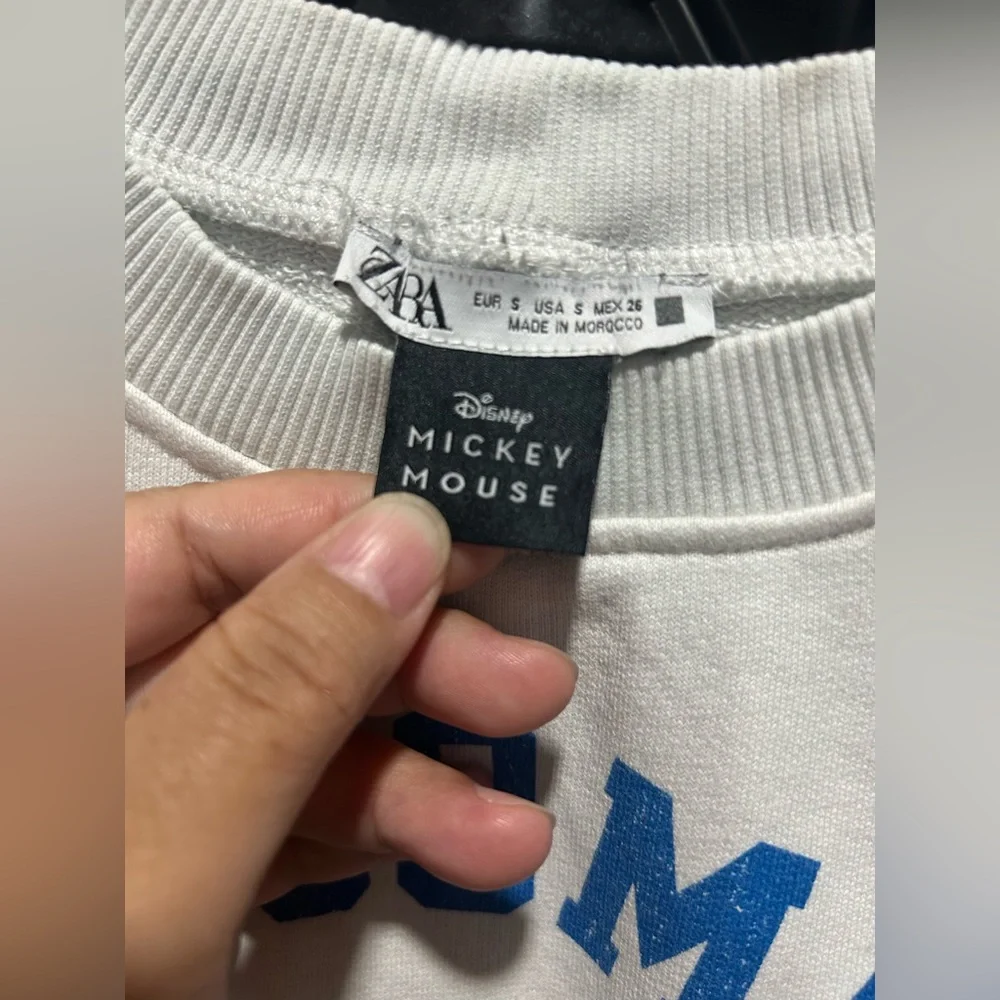 ZARA
EUR S USA S MEX 26
MADE IN MOROCCO
Disney
MICKEY
MOUSE
M